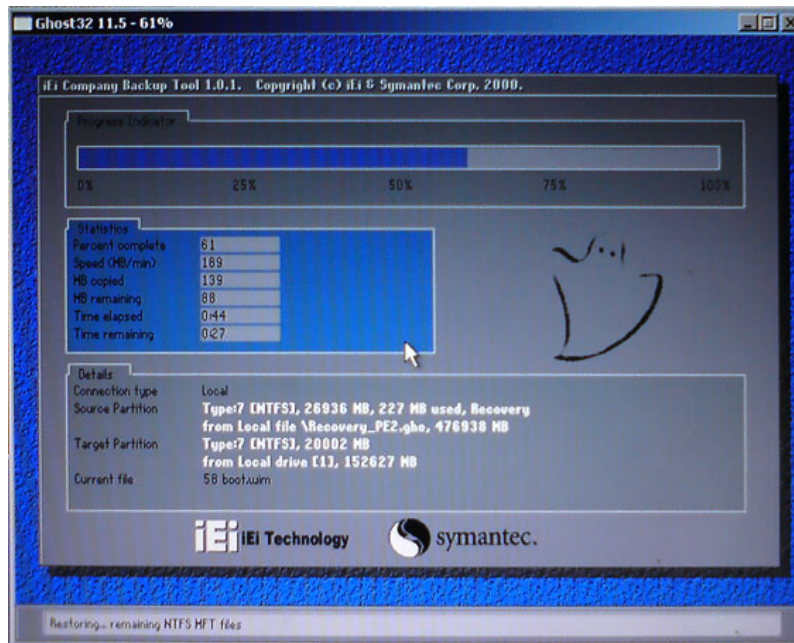 Ghost32 11.5 - 61%
iEi Company Backup Tool 1.0.1. Copyright (c) iEi & Symantec Corp. 2000.
Progress Indicator
0% 25% 50% 75% 100%
Statistics
Percent complete 61
Speed (MB/min) 189
MB copied 139
MB remaining 88
Time elapsed 0:44
Time remaining 0:27
Details
Connection type Local
Source Partition Type:7 [NTFS], 26936 MB, 227 MB used, Recovery
from Local file \Recovery_PE2.gho, 476938 MB
Target Partition Type:7 [NTFS], 20002 MB
from Local drive [1], 152627 MB
Current file 58 boot.wim
iEi iEi Technology symantec.
Restoring... remaining NTFS MFT files